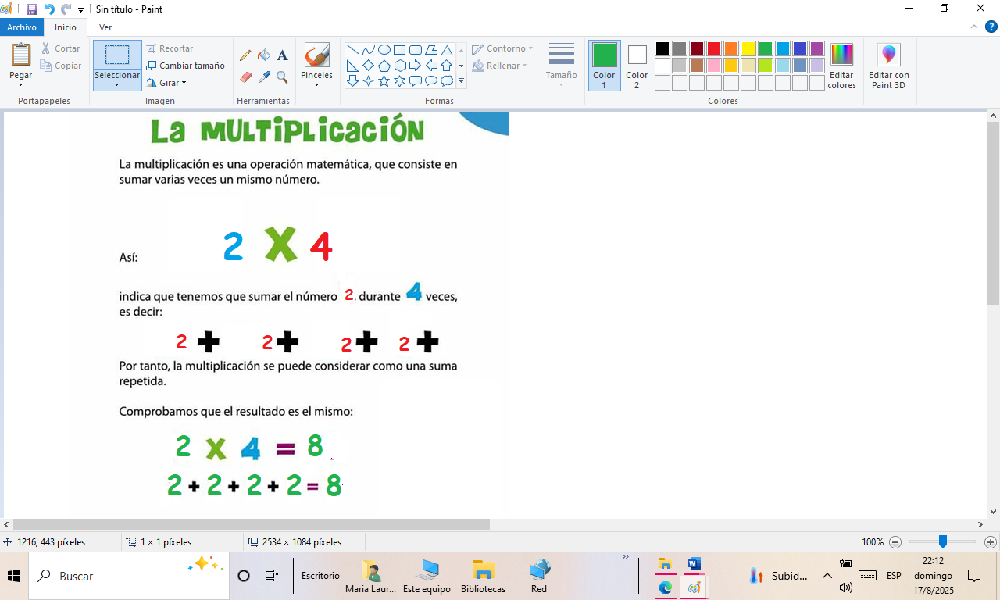 Sin título - Paint
Archivo Inicio Ver
Pegar Cortar Copiar Portapapeles
Seleccionar Recortar Cambiar tamaño Girar Imagen
Herramientas
Pinceles
Contorno Rellenar Formas
Tamaño
Color 1 Color 2 Editar colores Colores
Editar con Paint 3D
La MULTiPLicacióN
La multiplicación es una operación matemática, que consiste en
sumar varias veces un mismo número.
Así: 2 X 4
indica que tenemos que sumar el número 2 durante 4 veces,
es decir:
2 + 2 + 2 + 2 +
Por tanto, la multiplicación se puede considerar como una suma
repetida.
Comprobamos que el resultado es el mismo:
2 X 4 = 8
2 + 2 + 2 + 2 = 8
1216, 443 píxeles 1 × 1 píxeles 2534 × 1084 píxeles 100%
Buscar Escritorio Maria Laur... Este equipo Bibliotecas Red Subid... ESP
22:12
domingo
17/8/2025